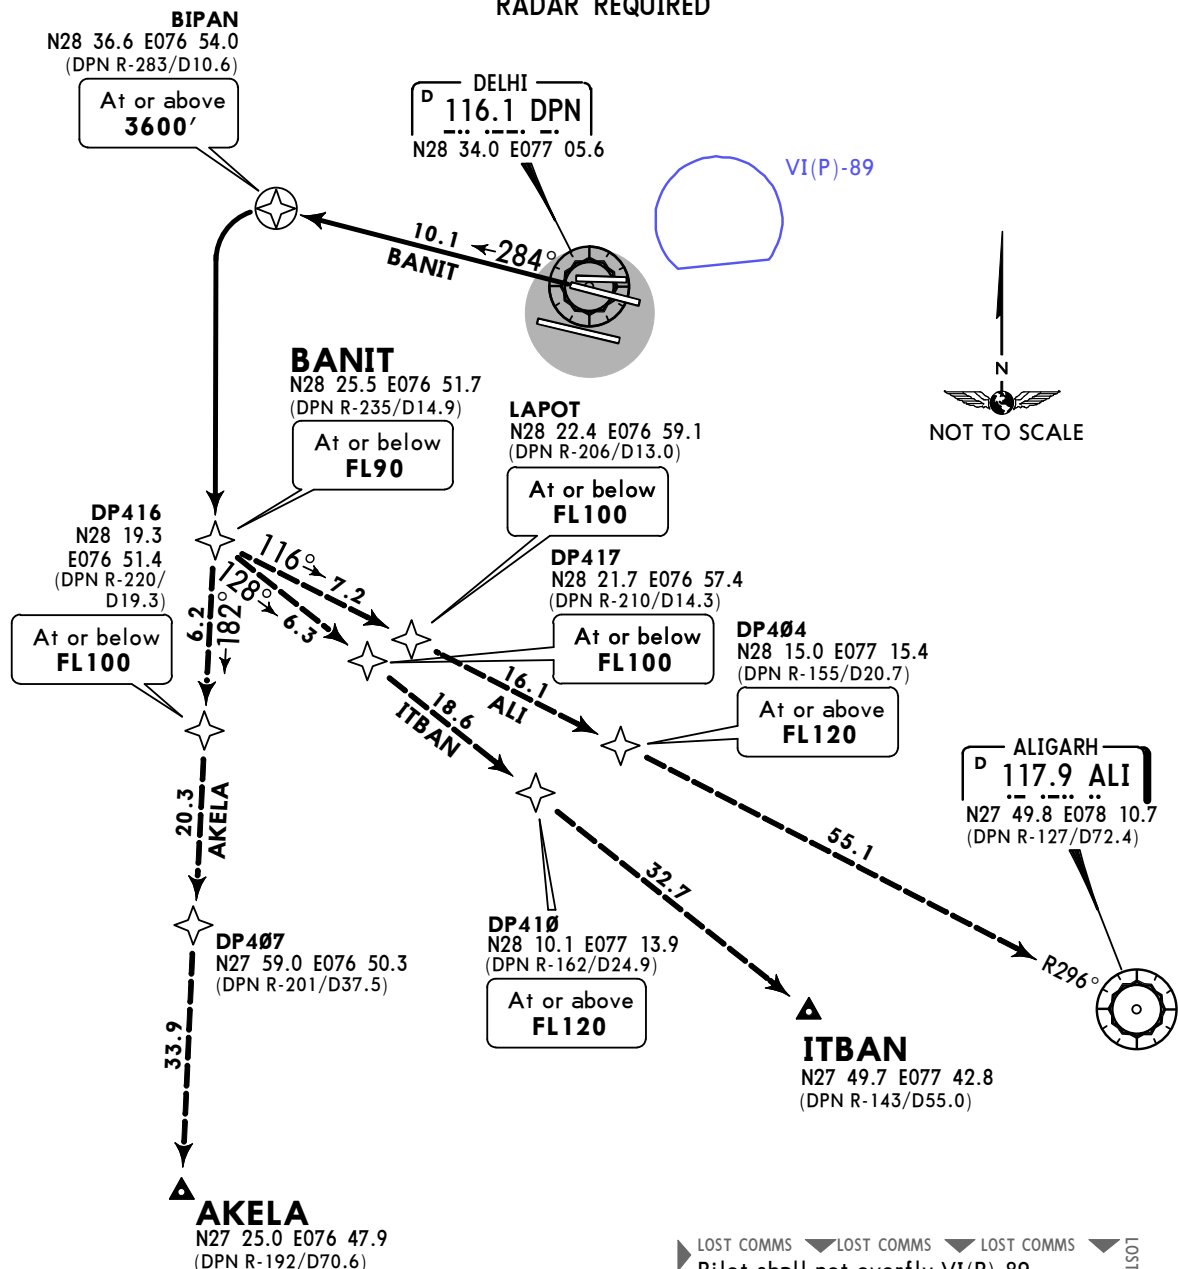 RADAR REQUIRED
BIPAN
N28 36.6 E076 54.0
(DPN R-283/D10.6)
At or above
3600'
DELHI
D 116.1 DPN
N28 34.0 E077 05.6
VI(P)-89
10.1 284°
BANIT
N
NOT TO SCALE
BANIT
N28 25.5 E076 51.7
(DPN R-235/D14.9)
At or below
FL90
LAPOT
N28 22.4 E076 59.1
(DPN R-206/D13.0)
At or below
FL100
DP416
N28 19.3
E076 51.4
(DPN R-220/
D19.3)
At or below
FL100
116° 7.2
128° 6.3
6.2
182°
DP417
N28 21.7 E076 57.4
(DPN R-210/D14.3)
At or below
FL100
DP4Ø4
N28 15.0 E077 15.4
(DPN R-155/D20.7)
At or above
FL120
16.1
ALI
18.6
ITBAN
20.3
AKELA
ALIGARH
D 117.9 ALI
N27 49.8 E078 10.7
(DPN R-127/D72.4)
55.1
R296°
32.7
DP41Ø
N28 10.1 E077 13.9
(DPN R-162/D24.9)
At or above
FL120
DP4Ø7
N27 59.0 E076 50.3
(DPN R-201/D37.5)
33.9
ITBAN
N27 49.7 E077 42.8
(DPN R-143/D55.0)
AKELA
N27 25.0 E076 47.9
(DPN R-192/D70.6)
LOST COMMS LOST COMMS LOST COMMS
LOST
Pilot shall not overfly VI(P)-89